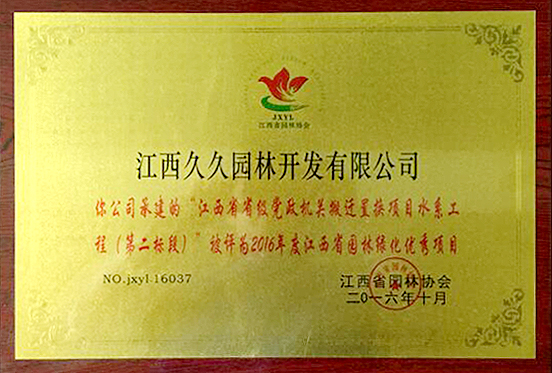 JXYL
江西省园林协会
江西久久园林开发有限公司
你公司承建的“江西省省级党政机关搬迁置换项目水系工
程(第二标段)”被评为2016年度江西省园林绿化优秀项目
NO.jxyl-16037
江西省园林协会
二〇一六年十月